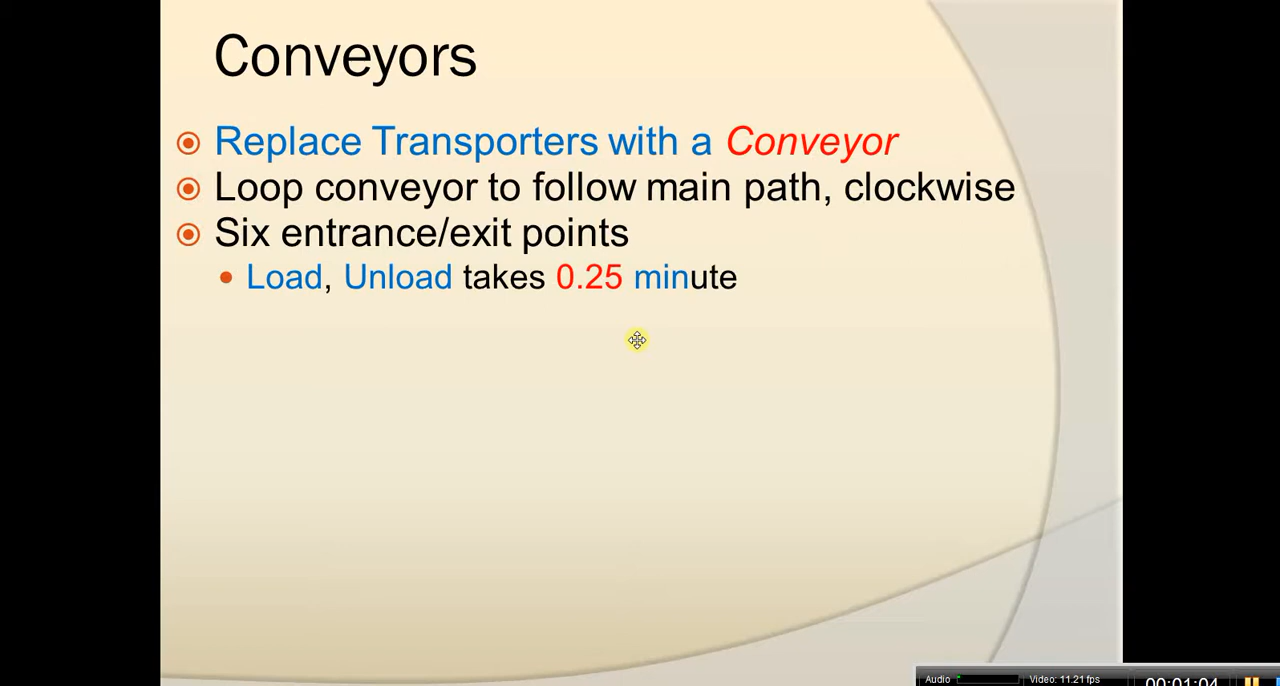 Conveyors
Replace Transporters with a Conveyor
Loop conveyor to follow main path, clockwise
Six entrance/exit points
Load, Unload takes 0.25 minute
Audio
Video: 11.21 fps
00:01:04